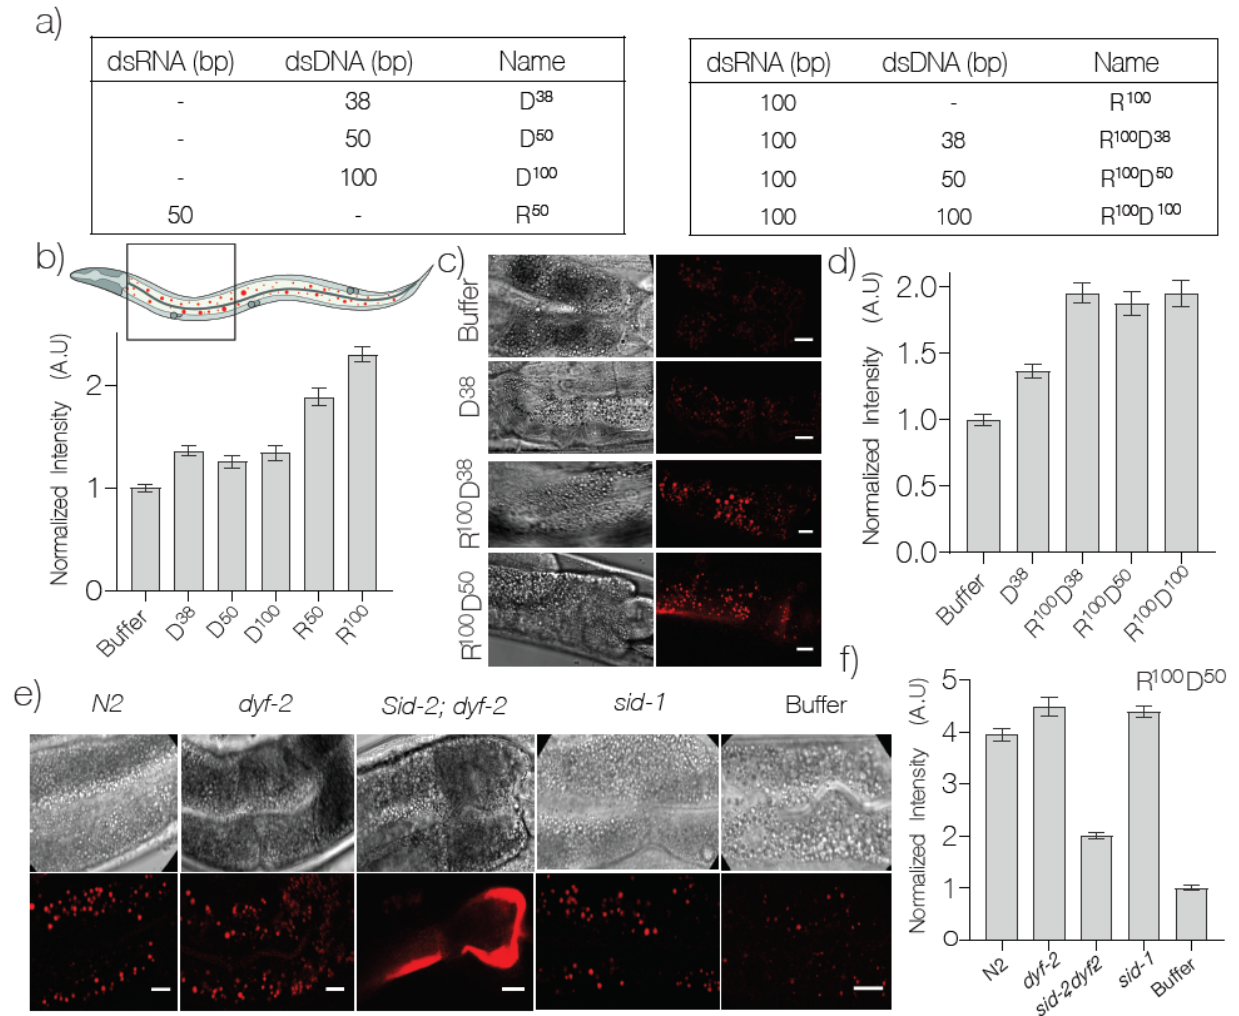 a)
dsRNA (bp) dsDNA (bp) Name
- 38 D³⁸
- 50 D⁵⁰
- 100 D¹⁰⁰
50 - R⁵⁰
dsRNA (bp) dsDNA (bp) Name
100 - R¹⁰⁰
100 38 R¹⁰⁰D³⁸
100 50 R¹⁰⁰D⁵⁰
100 100 R¹⁰⁰D¹⁰⁰
b)
Normalized Intensity (A.U)
2
1
0
Buffer D³⁸ D⁵⁰ D¹⁰⁰ R⁵⁰ R¹⁰⁰
c)
Buffer
D³⁸
R¹⁰⁰D³⁸
R¹⁰⁰D⁵⁰
d)
Normalized Intensity (A.U)
2.0
1.5
1.0
0.5
0.0
Buffer D³⁸ R¹⁰⁰D³⁸ R¹⁰⁰D⁵⁰ R¹⁰⁰D¹⁰⁰
e)
N2 dyf-2 Sid-2; dyf-2 sid-1 Buffer
f)
R¹⁰⁰D⁵⁰
Normalized Intensity (A.U)
5
4
3
2
1
0
N2 dyf-2 sid-2dyf2 sid-1 Buffer